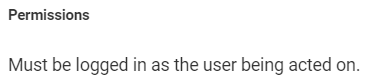 Permissions
Must be logged in as the user being acted on.